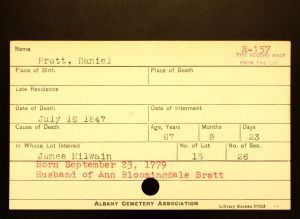 Name
R-157
THIS RECORD MADE
FROM THE LOT
Bratt, Daniel
Place of Birth Place of Death
Late Residence
Date of Death Date of Interment
July 16 1847
Cause of Death Age, Years Months Days
67 9 23
In Whose Lot Interred No. of Lot No. of Sec.
James Milwain 15 26
Born September 23, 1779
Husband of Ann Bloomingdale Bratt
ALBANY CEMETERY ASSOCIATION
Library Bureau